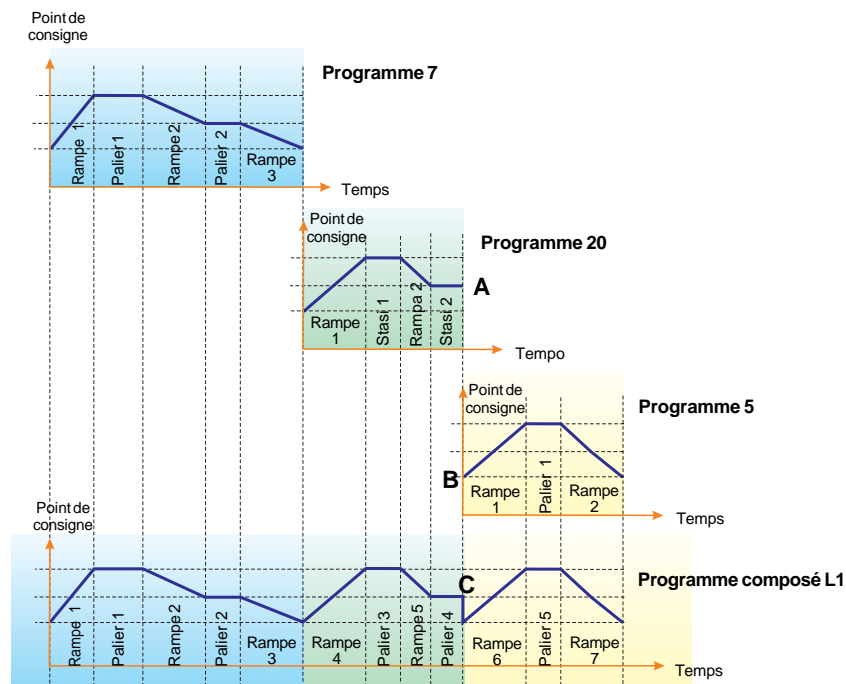 Point de
consigne
Programme 7
Rampe 1
Palier 1
Rampe 2
Palier 2
Rampe
3
Temps
Point de
consigne
Programme 20
A
Rampe
1
Stasi 1
Rampa 2
Stasi 2
Tempo
Point de
consigne
Programme 5
B
Rampe
1
Palier 1
Rampe
2
Temps
Point de
consigne
C
Programme composé L1
Rampe 1
Palier 1
Rampe 2
Palier 2
Rampe
3
Rampe
4
Palier 3
Rampe 5
Palier 4
Rampe
6
Palier 5
Rampe
7
Temps